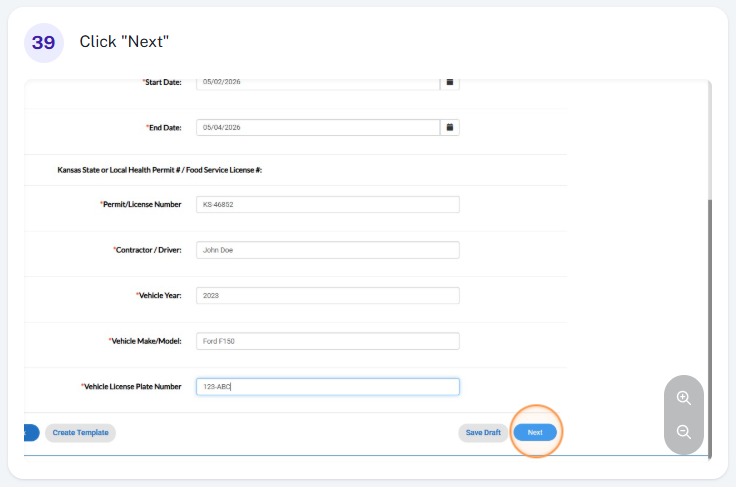 39 Click "Next"
*Start Date: 05/02/2026
*End Date: 05/04/2026
Kansas State or Local Health Permit # / Food Service License #:
*Permit/License Number KS 46852
*Contractor / Driver: John Doe
*Vehicle Year: 2023
*Vehicle Make/Model: Ford F150
*Vehicle License Plate Number 123-ABC
Create Template Save Draft Next